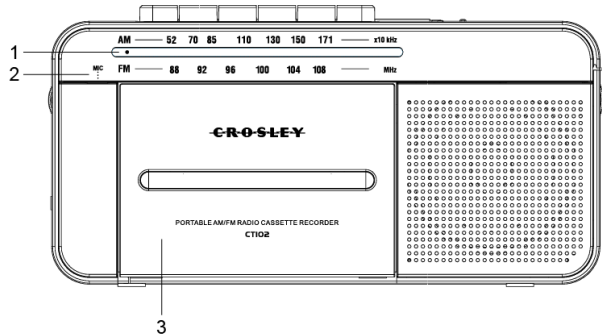 AM 52 70 85 110 130 150 171 x10 kHz
1
2
MIC
FM 88 92 96 100 104 108 MHz
CROSLEY
PORTABLE AM/FM RADIO CASSETTE RECORDER
CT102
3